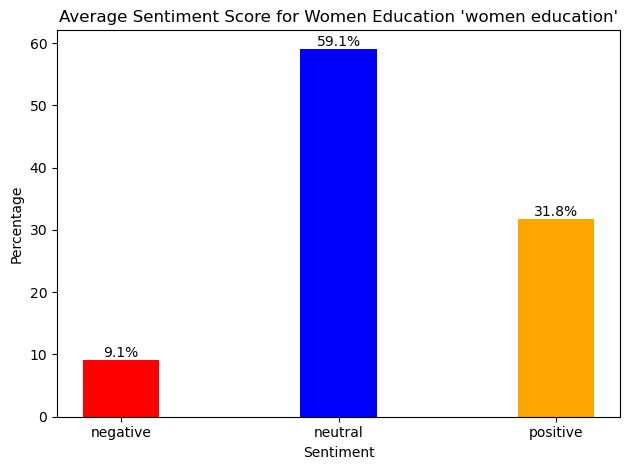 Average Sentiment Score for Women Education 'women education'
Percentage
60
50
40
30
20
10
0
9.1%
59.1%
31.8%
negative
neutral
positive
Sentiment